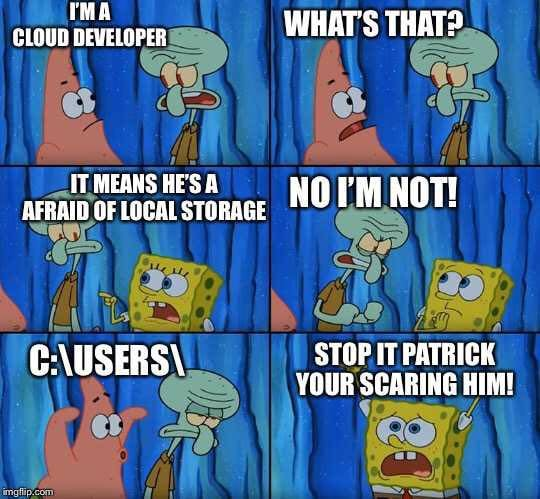 I'M A
CLOUD DEVELOPER
WHAT'S THAT?
IT MEANS HE'S A
AFRAID OF LOCAL STORAGE
NO I'M NOT!
C:\USERS\
STOP IT PATRICK
YOUR SCARING HIM!
imgflip.com